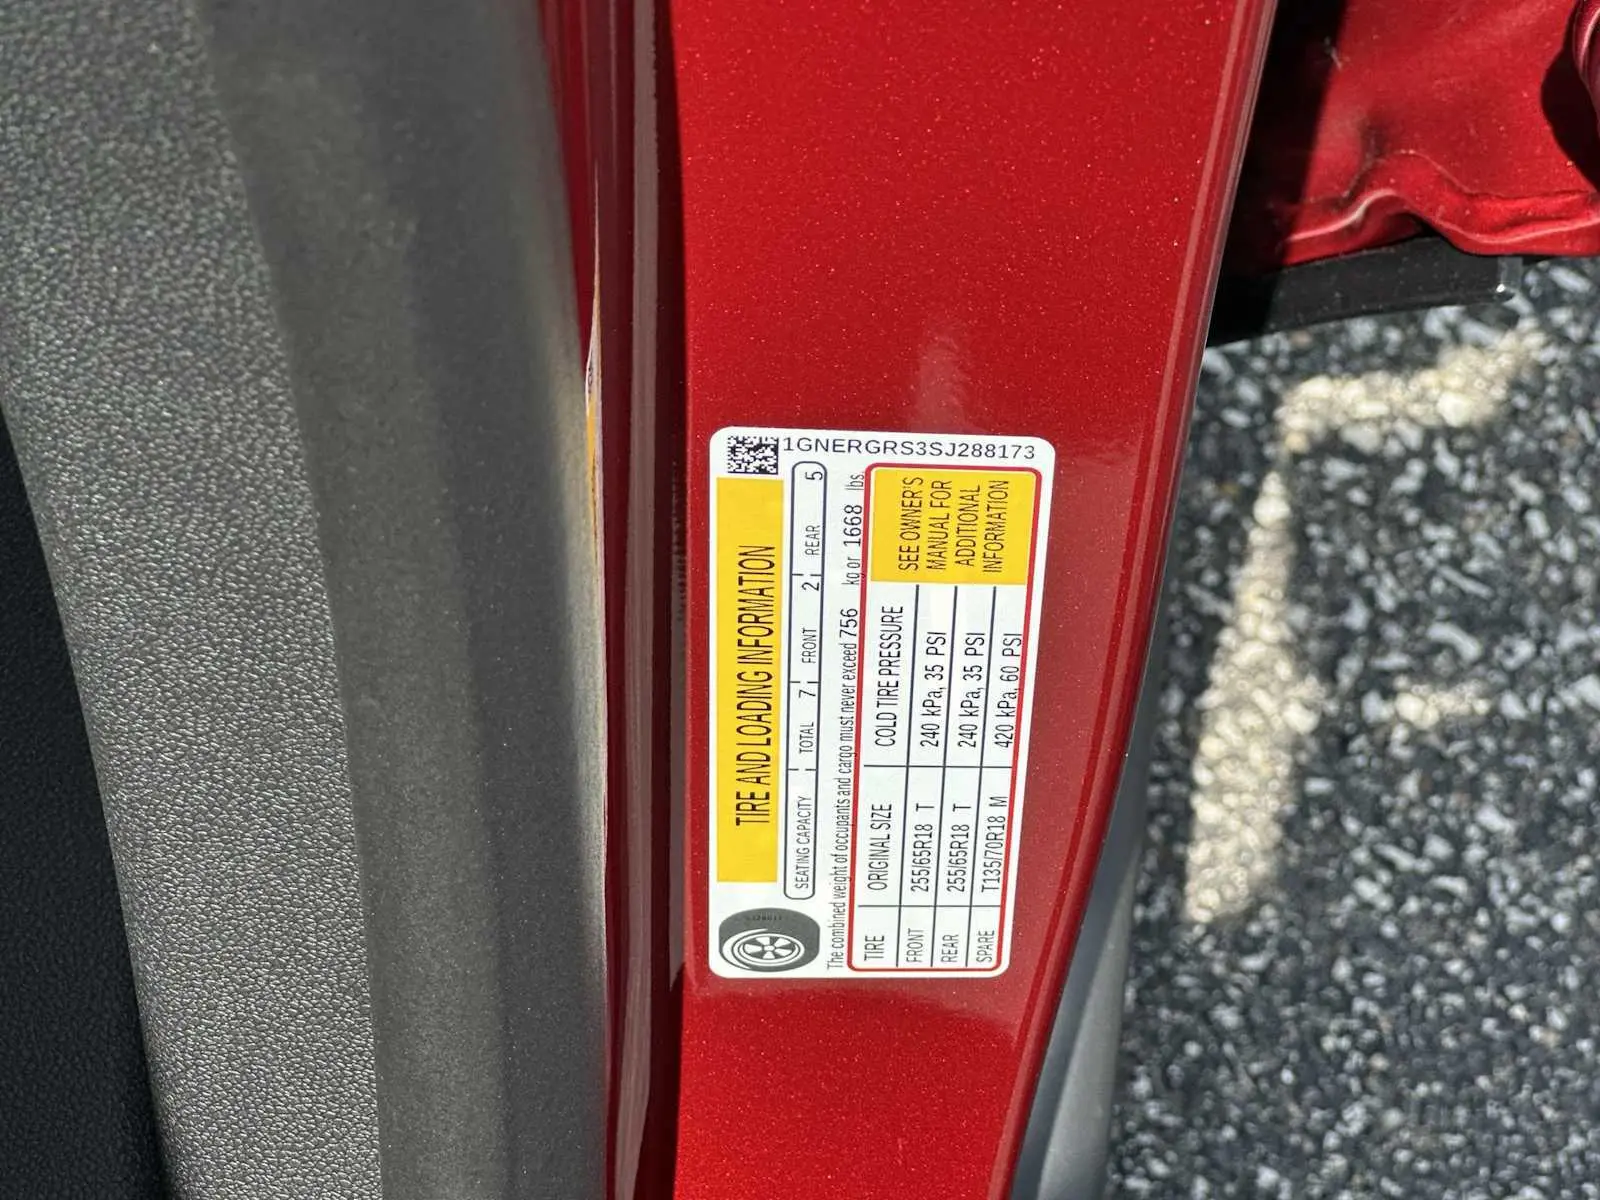 1GNERGRS3SJ288173
TIRE AND LOADING INFORMATION
SEATING CAPACITY TOTAL 7 FRONT 2 REAR 5
The combined weight of occupants and cargo must never exceed 756 kg or 1668 lbs
TIRE ORIGINAL SIZE COLD TIRE PRESSURE
FRONT 255/65R18 T 240 kPa, 35 PSI
REAR 255/65R18 T 240 kPa, 35 PSI
SPARE T135/70R18 M 420 kPa, 60 PSI
SEE OWNER'S
MANUAL FOR
ADDITIONAL
INFORMATION